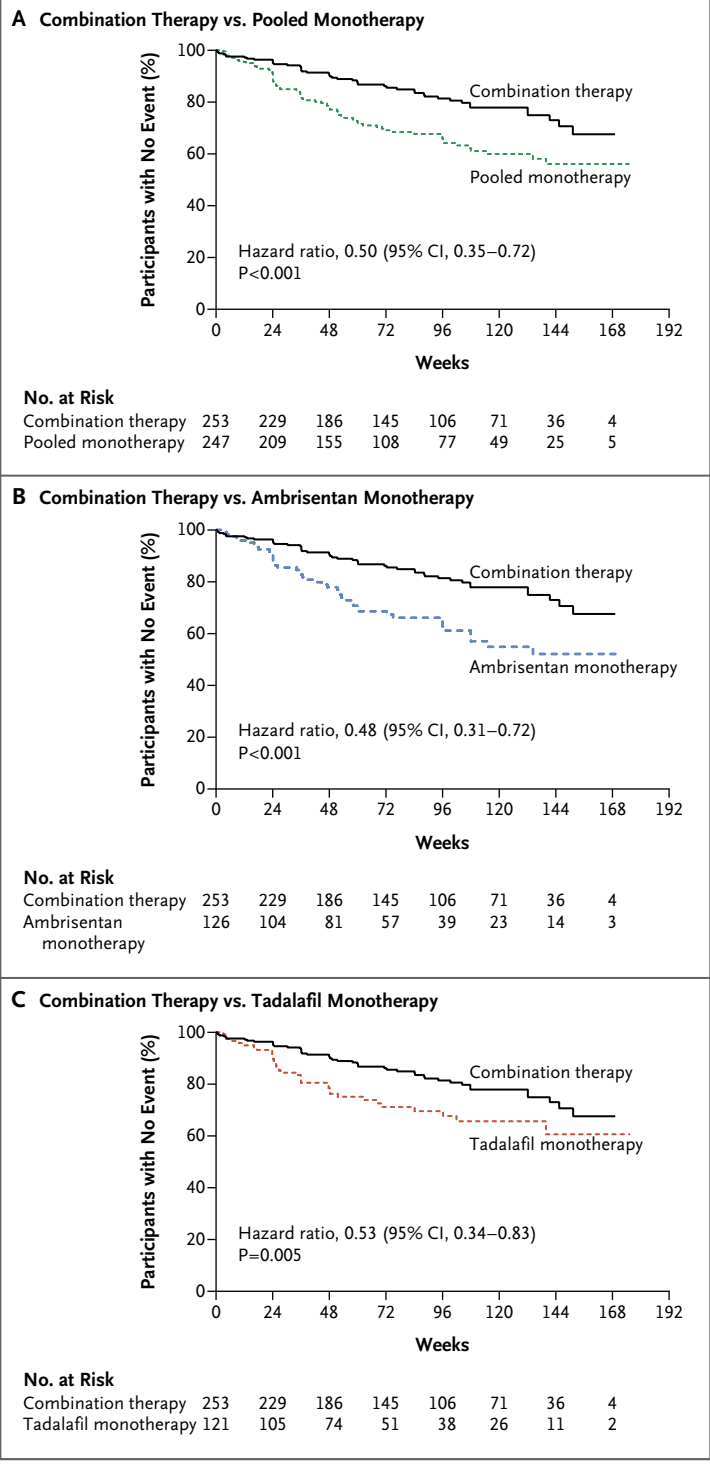 A Combination Therapy vs. Pooled Monotherapy
Participants with No Event (%)
100
80
60
40
20
0
Combination therapy
Pooled monotherapy
Hazard ratio, 0.50 (95% CI, 0.35–0.72)
P<0.001
0 24 48 72 96 120 144 168 192
Weeks
No. at Risk
Combination therapy 253 229 186 145 106 71 36 4
Pooled monotherapy 247 209 155 108 77 49 25 5
B Combination Therapy vs. Ambrisentan Monotherapy
Participants with No Event (%)
100
80
60
40
20
0
Combination therapy
Ambrisentan monotherapy
Hazard ratio, 0.48 (95% CI, 0.31–0.72)
P<0.001
0 24 48 72 96 120 144 168 192
Weeks
No. at Risk
Combination therapy 253 229 186 145 106 71 36 4
Ambrisentan 126 104 81 57 39 23 14 3
monotherapy
C Combination Therapy vs. Tadalafil Monotherapy
Participants with No Event (%)
100
80
60
40
20
0
Combination therapy
Tadalafil monotherapy
Hazard ratio, 0.53 (95% CI, 0.34–0.83)
P=0.005
0 24 48 72 96 120 144 168 192
Weeks
No. at Risk
Combination therapy 253 229 186 145 106 71 36 4
Tadalafil monotherapy 121 105 74 51 38 26 11 2